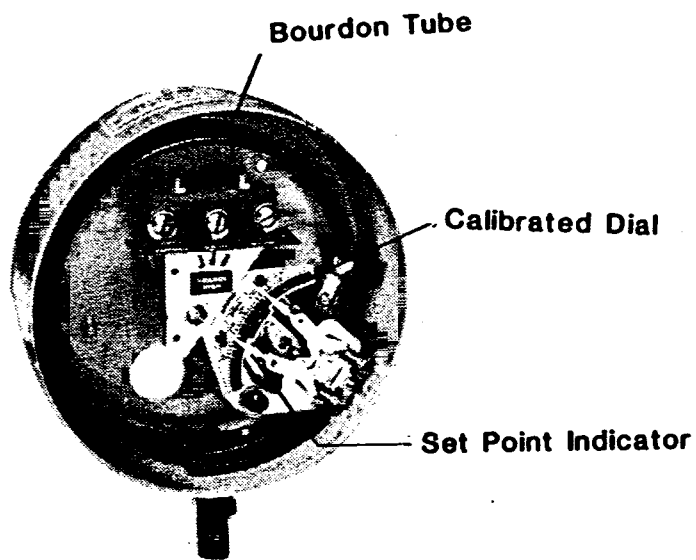 Bourdon Tube
L L
Calibrated Dial
Set Point Indicator